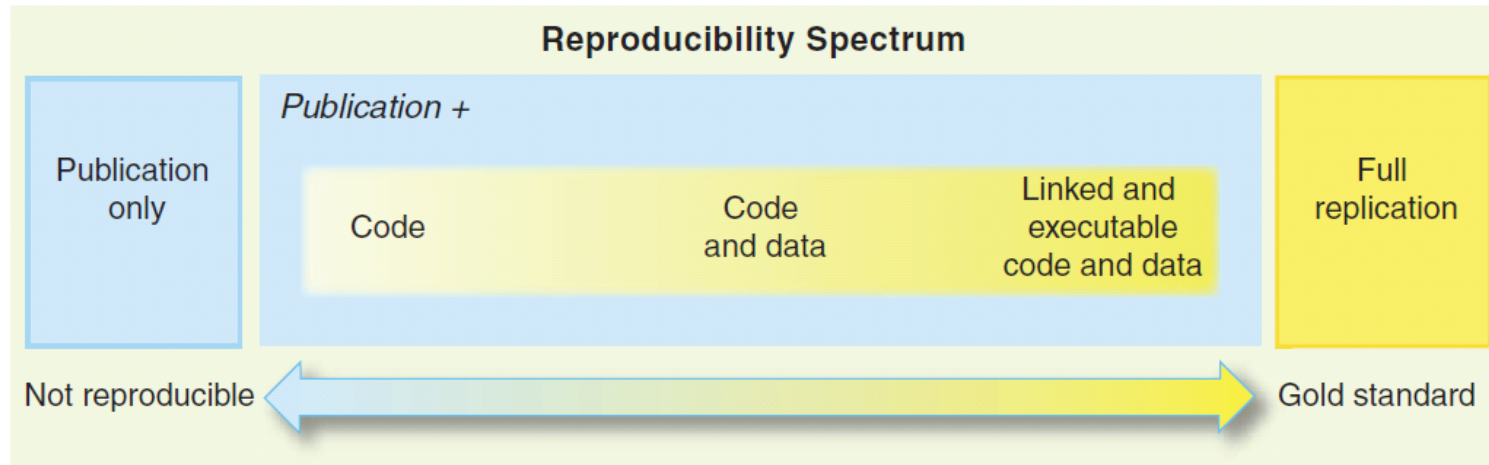 Reproducibility Spectrum
Publication +
Publication
only
Code
Code
and data
Linked and
executable
code and data
Full
replication
Not reproducible
Gold standard